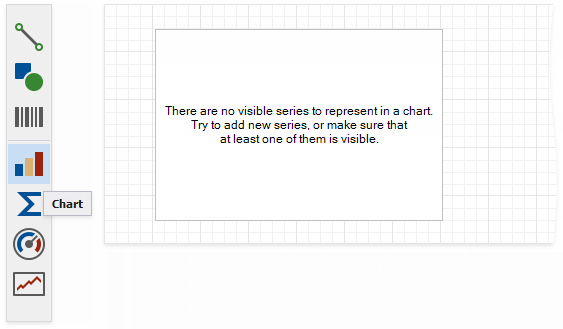 There are no visible series to represent in a chart.
Try to add new series, or make sure that
at least one of them is visible.
Chart